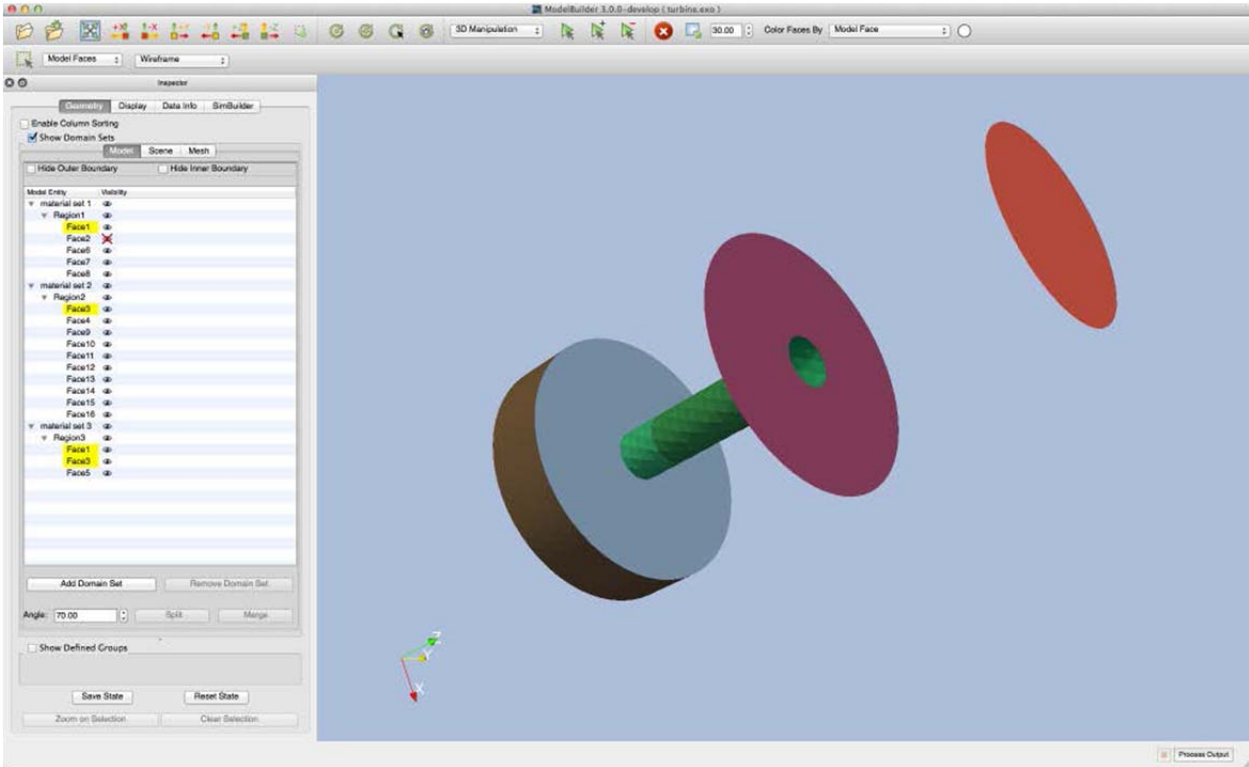 ModelBuilder 3.0.0-develop ( turbine.exo )
3D Manipulation 30.00 Color Faces By Model Face
Model Faces Wireframe
Inspector
Geometry Display Data Info SimBuilder
Enable Column Sorting
Show Domain Sets
Model Scene Mesh
Hide Outer Boundary Hide Inner Boundary
Model Entity Visibility
material set 1
Region1
Face1
Face2
Face6
Face7
Face8
material set 2
Region2
Face3
Face4
Face9
Face10
Face11
Face12
Face13
Face14
Face15
Face16
material set 3
Region3
Face1
Face3
Face5
Add Domain Set Remove Domain Set
Angle: 70.00 Split Merge
Show Defined Groups
Save State Reset State
Zoom on Selection Clear Selection
Z
Y
X
Process Output